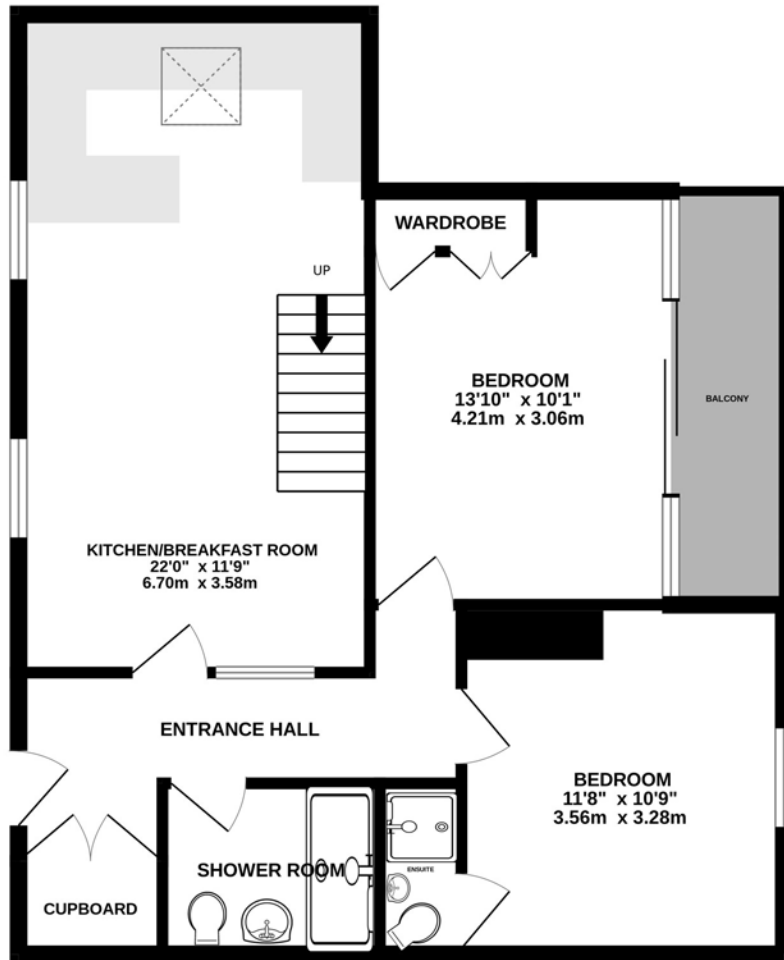 WARDROBE
UP
BEDROOM
13'10" x 10'1"
4.21m x 3.06m
BALCONY
KITCHEN/BREAKFAST ROOM
22'0" x 11'9"
6.70m x 3.58m
ENTRANCE HALL
BEDROOM
11'8" x 10'9"
3.56m x 3.28m
SHOWER ROOM
ENSUITE
CUPBOARD